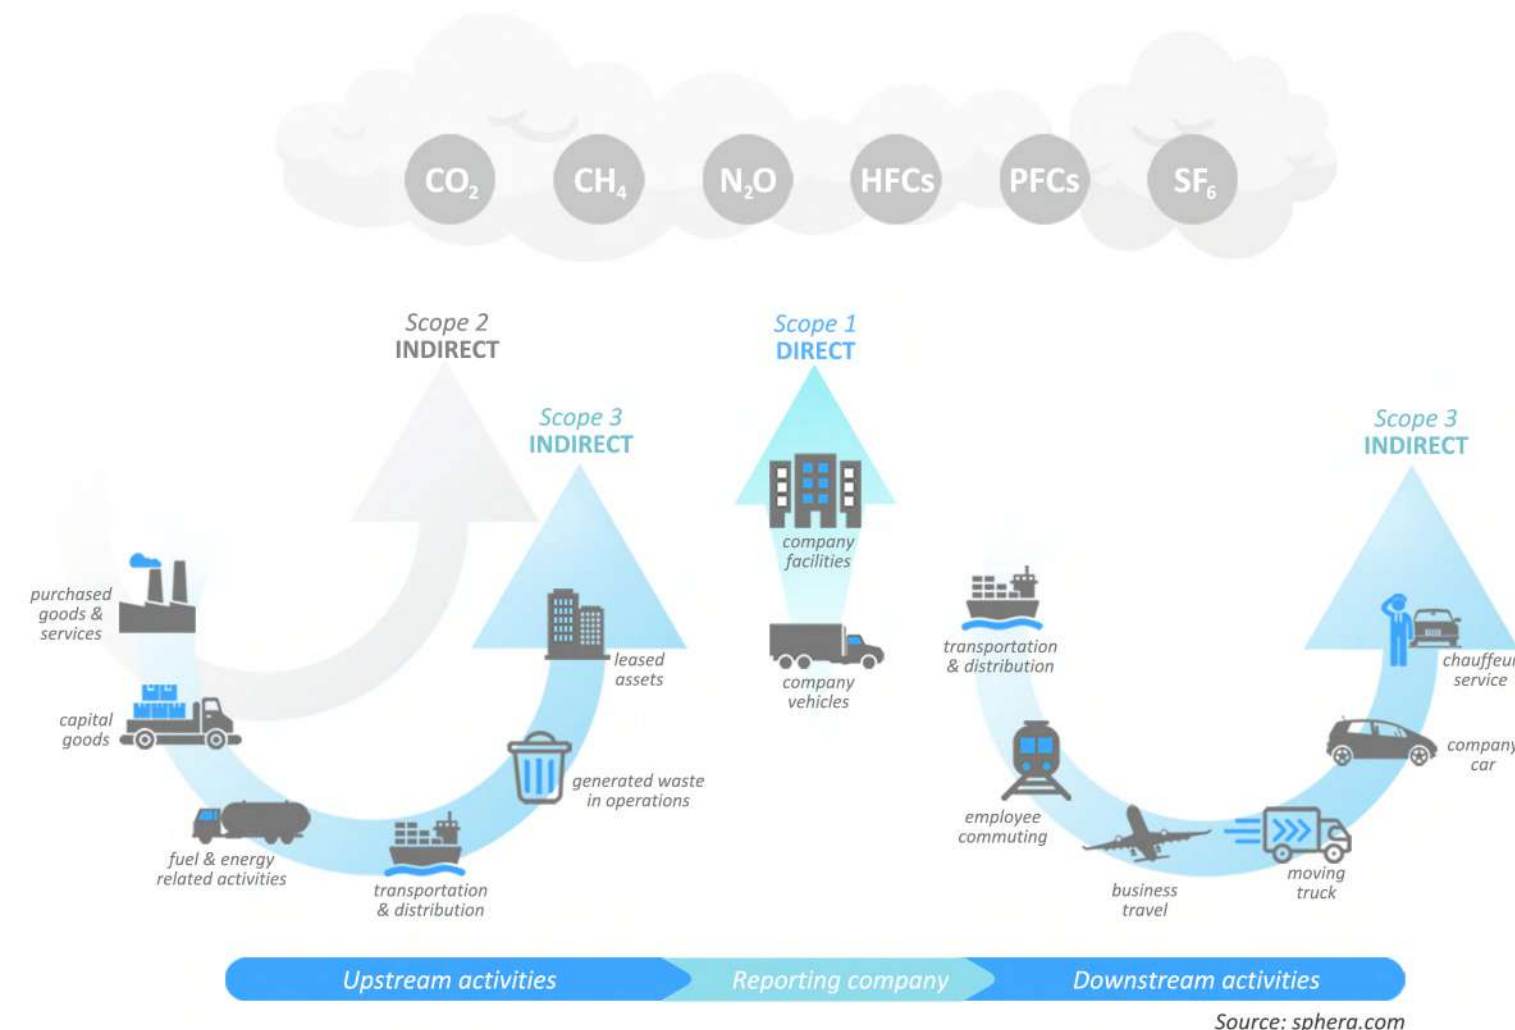 CO₂ CH₄ N₂O HFCs PFCs SF₆
Scope 2
INDIRECT
Scope 1
DIRECT
Scope 3
INDIRECT
Scope 3
INDIRECT
purchased
goods &
services
capital
goods
fuel & energy
related activities
transportation
& distribution
generated waste
in operations
leased
assets
company
facilities
company
vehicles
transportation
& distribution
employee
commuting
business
travel
moving
truck
company
car
chauffeur
service
Upstream activities Reporting company Downstream activities
Source: sphera.com